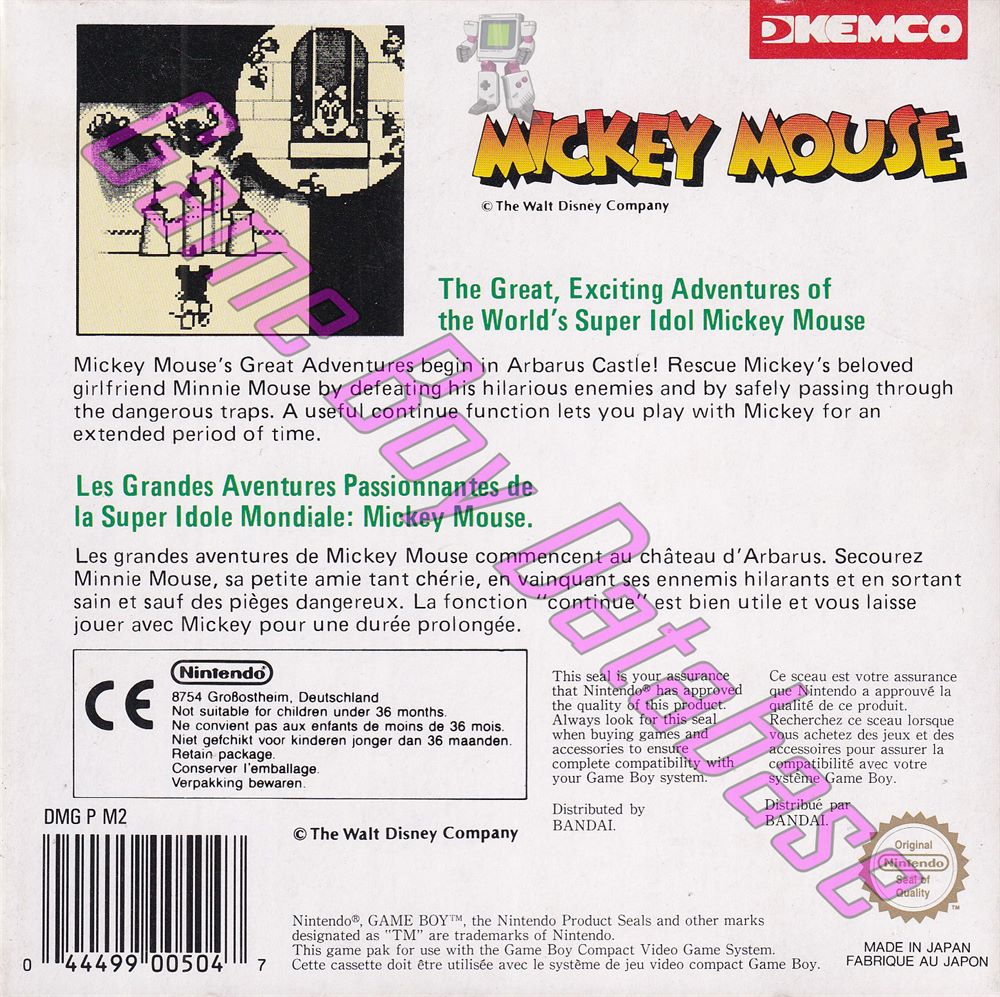 KEMCO
MICKEY MOUSE
© The Walt Disney Company
The Great, Exciting Adventures of
the World's Super Idol Mickey Mouse
Mickey Mouse's Great Adventures begin in Arbarus Castle! Rescue Mickey's beloved
girlfriend Minnie Mouse by defeating his hilarious enemies and by safely passing through
the dangerous traps. A useful continue function lets you play with Mickey for an
extended period of time.
Les Grandes Aventures Passionnantes de
la Super Idole Mondiale: Mickey Mouse.
Les grandes aventures de Mickey Mouse commencent au château d'Arbarus. Secourez
Minnie Mouse, sa petite amie tant chérie, en vainquant ses ennemis hilarants et en sortant
sain et sauf des pièges dangereux. La fonction "continue" est bien utile et vous laisse
jouer avec Mickey pour une durée prolongée.
CE
Nintendo®
8754 Großostheim, Deutschland
Not suitable for children under 36 months.
Ne convient pas aux enfants de moins de 36 mois.
Niet gefchikt voor kinderen jonger dan 36 maanden.
Retain package.
Conserver l'emballage.
Verpakking bewaren.
This seal is your assurance
that Nintendo® has approved
the quality of this product.
Always look for this seal
when buying games and
accessories to ensure
complete compatibility with
your Game Boy system.
Distributed by
BANDAI.
Ce sceau est votre assurance
que Nintendo a approuvé la
qualité de ce produit.
Recherchez ce sceau lorsque
vous achetez des jeux et des
accessoires pour assurer la
compatibilité avec votre
système Game Boy.
Distribué par
BANDAI.
DMG P M2
© The Walt Disney Company
Original
Nintendo
Seal of
Quality
TM
0 44499 00504 7
Nintendo®, GAME BOY™, the Nintendo Product Seals and other marks
designated as "TM" are trademarks of Nintendo.
This game pak for use with the Game Boy Compact Video Game System.
Cette cassette doit être utilisée avec le système de jeu vidéo compact Game Boy.
MADE IN JAPAN
FABRIQUE AU JAPON
Game Boy Database